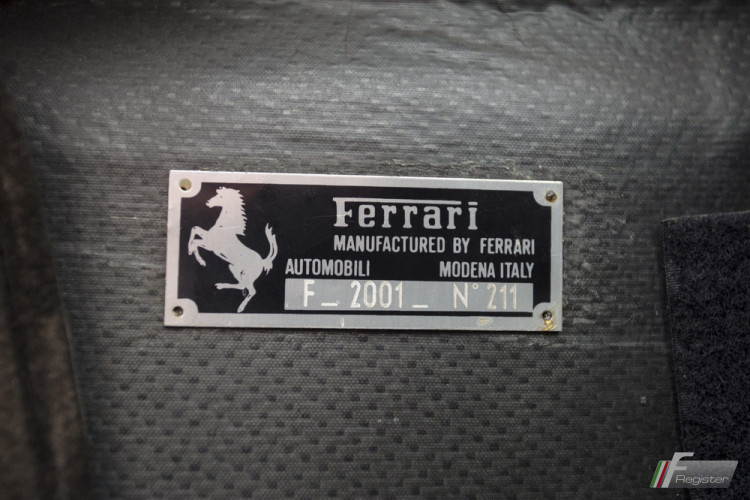 Ferrari
MANUFACTURED BY FERRARI
AUTOMOBILI MODENA ITALY
F_2001_ N° 211
F Register